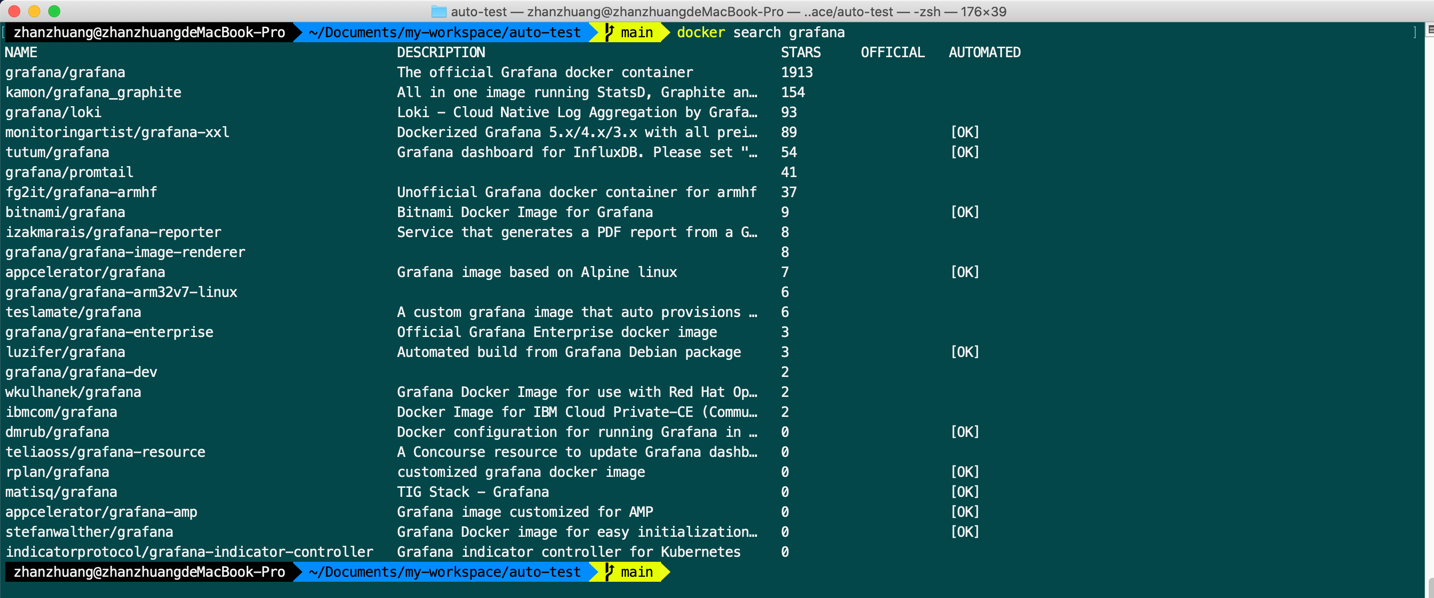 auto-test — zhanzhuang@zhanzhuangdeMacBook-Pro — ..ace/auto-test — -zsh — 176×39
zhanzhuang@zhanzhuangdeMacBook-Pro ~/Documents/my-workspace/auto-test main docker search grafana
NAME DESCRIPTION STARS OFFICIAL AUTOMATED
grafana/grafana The official Grafana docker container 1913
kamon/grafana_graphite All in one image running StatsD, Graphite an… 154
grafana/loki Loki - Cloud Native Log Aggregation by Grafa… 93
monitoringartist/grafana-xxl Dockerized Grafana 5.x/4.x/3.x with all prei… 89 [OK]
tutum/grafana Grafana dashboard for InfluxDB. Please set "… 54 [OK]
grafana/promtail 41
fg2it/grafana-armhf Unofficial Grafana docker container for armhf 37
bitnami/grafana Bitnami Docker Image for Grafana 9 [OK]
izakmarais/grafana-reporter Service that generates a PDF report from a G… 8
grafana/grafana-image-renderer 8
appcelerator/grafana Grafana image based on Alpine linux 7 [OK]
grafana/grafana-arm32v7-linux 6
teslamate/grafana A custom grafana image that auto provisions … 6
grafana/grafana-enterprise Official Grafana Enterprise docker image 3
luzifer/grafana Automated build from Grafana Debian package 3 [OK]
grafana/grafana-dev 2
wkulhanek/grafana Grafana Docker Image for use with Red Hat Op… 2
ibmcom/grafana Docker Image for IBM Cloud Private-CE (Commu… 2
dmrub/grafana Docker configuration for running Grafana in … 0 [OK]
teliaoss/grafana-resource A Concourse resource to update Grafana dashb… 0
rplan/grafana customized grafana docker image 0 [OK]
matisq/grafana TIG Stack - Grafana 0 [OK]
appcelerator/grafana-amp Grafana image customized for AMP 0 [OK]
stefanwalther/grafana Grafana Docker image for easy initialization… 0 [OK]
indicatorprotocol/grafana-indicator-controller Grafana indicator controller for Kubernetes 0
zhanzhuang@zhanzhuangdeMacBook-Pro ~/Documents/my-workspace/auto-test main